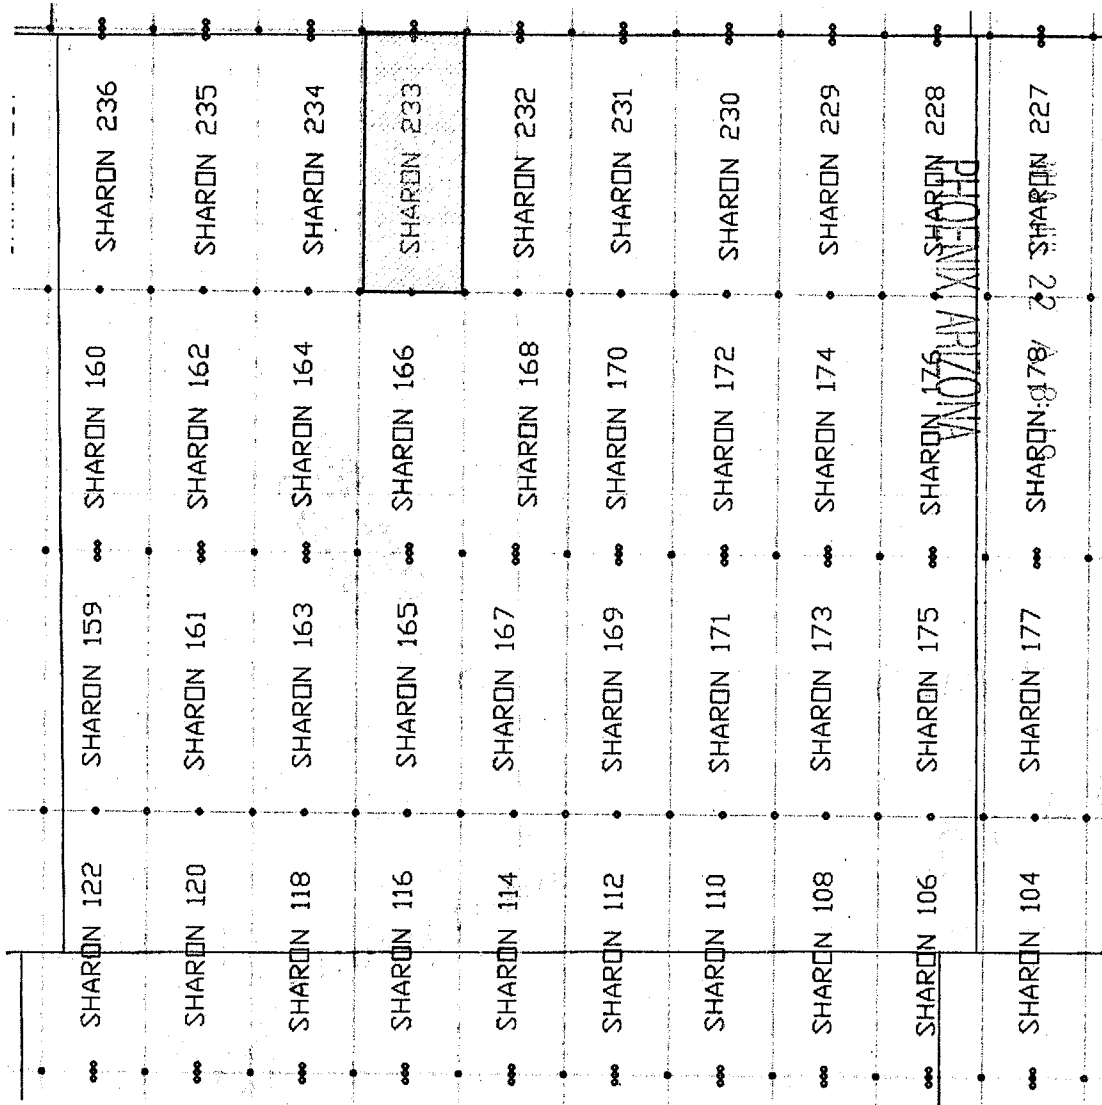 SHARON 236
SHARON 235
SHARON 234
SHARON 233
SHARON 232
SHARON 231
SHARON 230
SHARON 229
SHARON 228
SHARON 227
PHOENIX ARIZONA
22
SHARON 160
SHARON 162
SHARON 164
SHARON 166
SHARON 168
SHARON 170
SHARON 172
SHARON 174
SHARON 176
SHARON 178
SHARON 159
SHARON 161
SHARON 163
SHARON 165
SHARON 167
SHARON 169
SHARON 171
SHARON 173
SHARON 175
SHARON 177
SHARON 122
SHARON 120
SHARON 118
SHARON 116
SHARON 114
SHARON 112
SHARON 110
SHARON 108
SHARON 106
SHARON 104